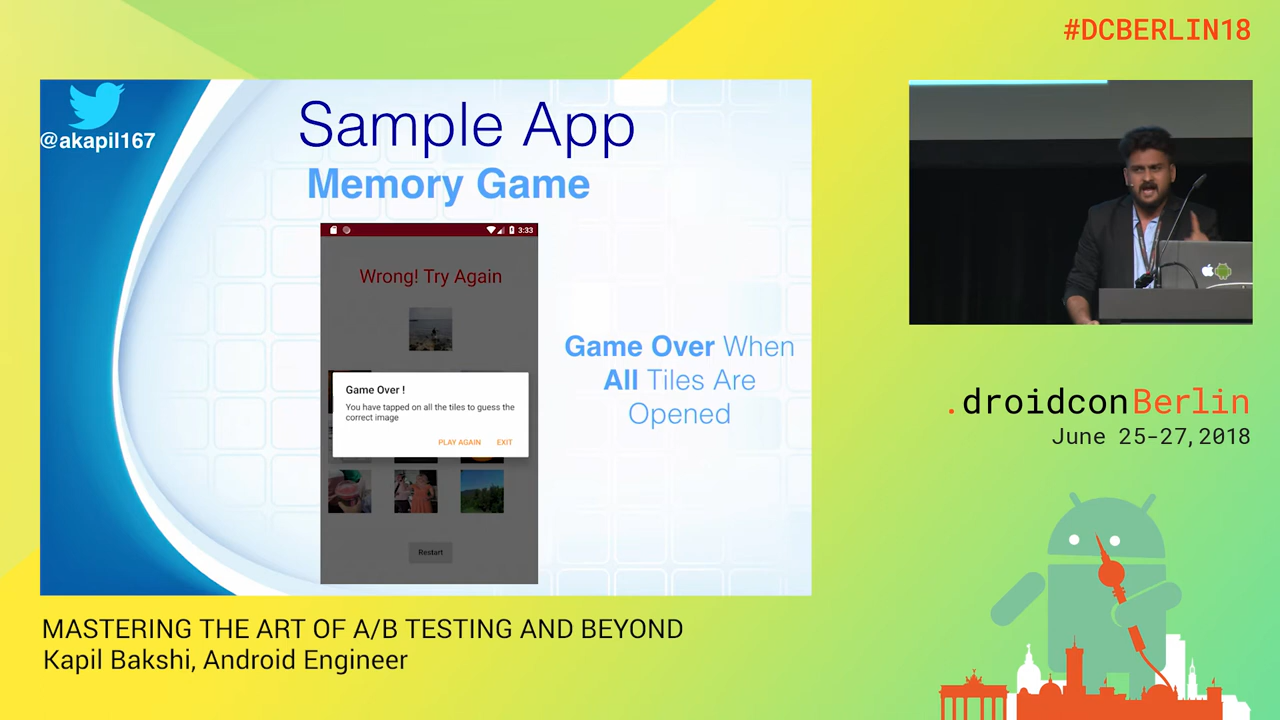 #DCBERLIN18
@akapil167
Sample App
Memory Game
3:33
Wrong! Try Again
Game Over !
You have tapped on all the tiles to guess the
correct image
PLAY AGAIN EXIT
Restart
Game Over When
All Tiles Are
Opened
.droidconBerlin
June 25-27,2018
MASTERING THE ART OF A/B TESTING AND BEYOND
Kapil Bakshi, Android Engineer